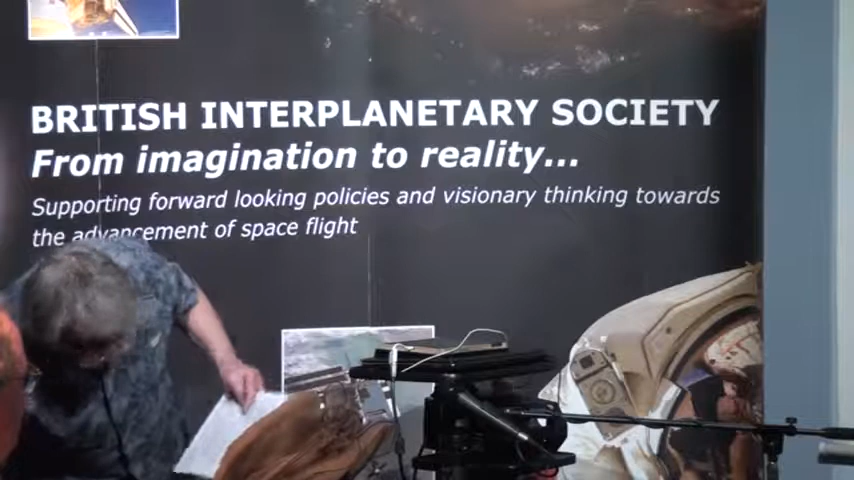 BRITISH INTERPLANETARY SOCIETY
From imagination to reality...
Supporting forward looking policies and visionary thinking towards
the advancement of space flight